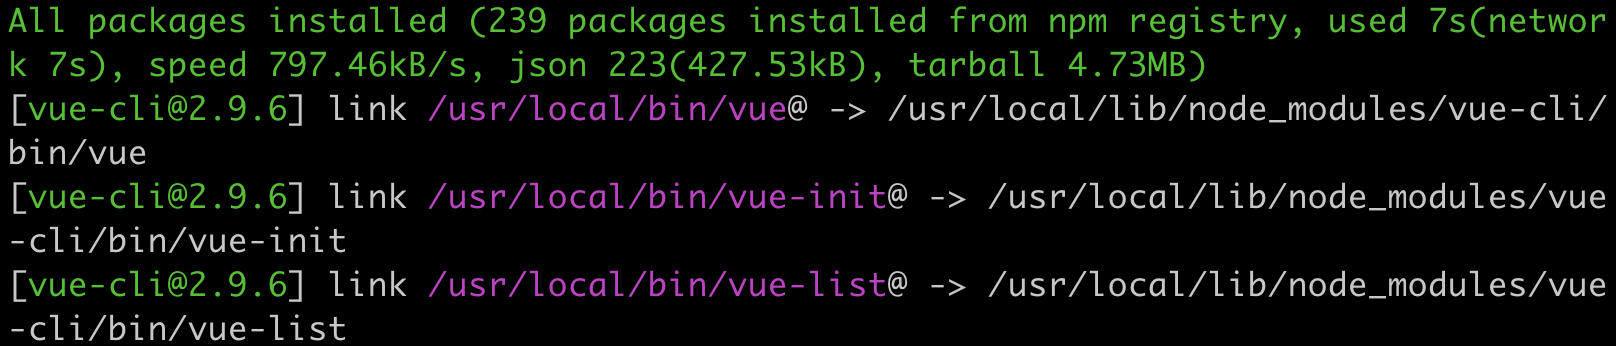 All packages installed (239 packages installed from npm registry, used 7s(networ
k 7s), speed 797.46kB/s, json 223(427.53kB), tarball 4.73MB)
[vue-cli@2.9.6] link /usr/local/bin/vue@ -> /usr/local/lib/node_modules/vue-cli/
bin/vue
[vue-cli@2.9.6] link /usr/local/bin/vue-init@ -> /usr/local/lib/node_modules/vue
-cli/bin/vue-init
[vue-cli@2.9.6] link /usr/local/bin/vue-list@ -> /usr/local/lib/node_modules/vue
-cli/bin/vue-list